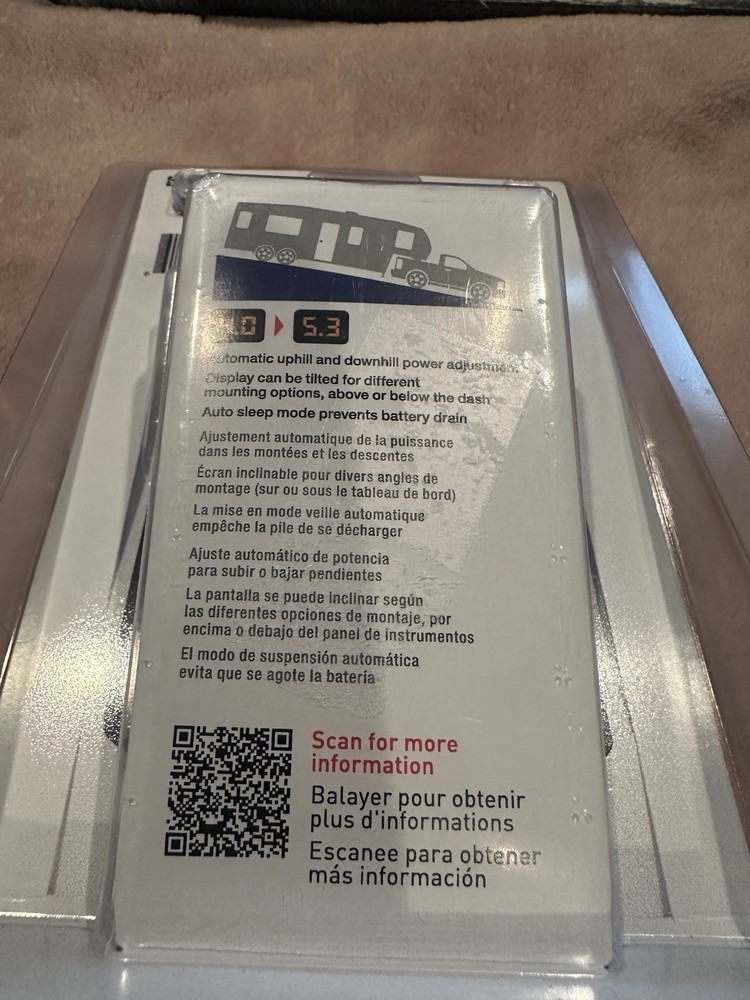 5.3
Automatic uphill and downhill power adjustment
Display can be tilted for different
mounting options, above or below the dash
Auto sleep mode prevents battery drain
Ajustement automatique de la puissance
dans les montées et les descentes
Écran inclinable pour divers angles de
montage (sur ou sous le tableau de bord)
La mise en mode veille automatique
empêche la pile de se décharger
Ajuste automático de potencia
para subir o bajar pendientes
La pantalla se puede inclinar según
las diferentes opciones de montaje, por
encima o debajo del panel de instrumentos
El modo de suspensión automática
evita que se agote la batería
Scan for more
information
Balayer pour obtenir
plus d'informations
Escanee para obtener
más información